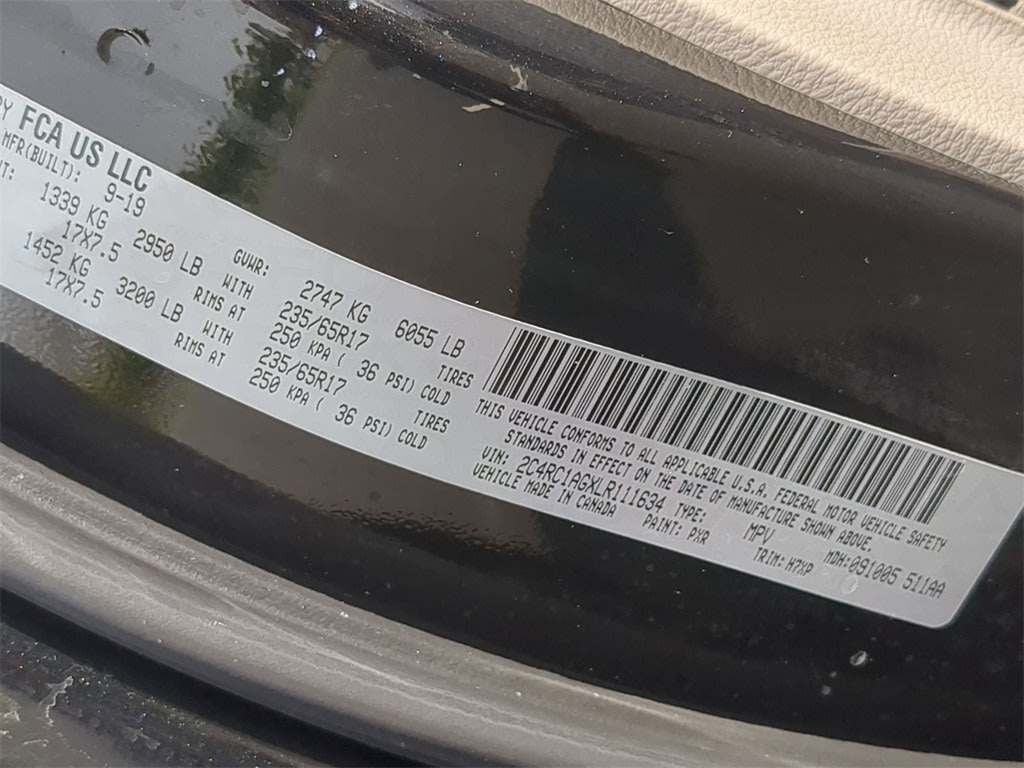 FCA US LLC
MFR(BUILT): 9-19
GVWR: 2747 KG 6055 LB
1339 KG 2950 LB WITH 235/65R17 TIRES
17X7.5 RIMS AT 250 KPA ( 36 PSI) COLD
1452 KG 3200 LB WITH 235/65R17 TIRES
17X7.5 RIMS AT 250 KPA ( 36 PSI) COLD
THIS VEHICLE CONFORMS TO ALL APPLICABLE U.S.A. FEDERAL MOTOR VEHICLE SAFETY
STANDARDS IN EFFECT ON THE DATE OF MANUFACTURE SHOWN ABOVE.
VIN: 2C4RC1AGXLR111634 TYPE: MPV MDH:091005 511AA
VEHICLE MADE IN CANADA PAINT: PXR TRIM:H7XP